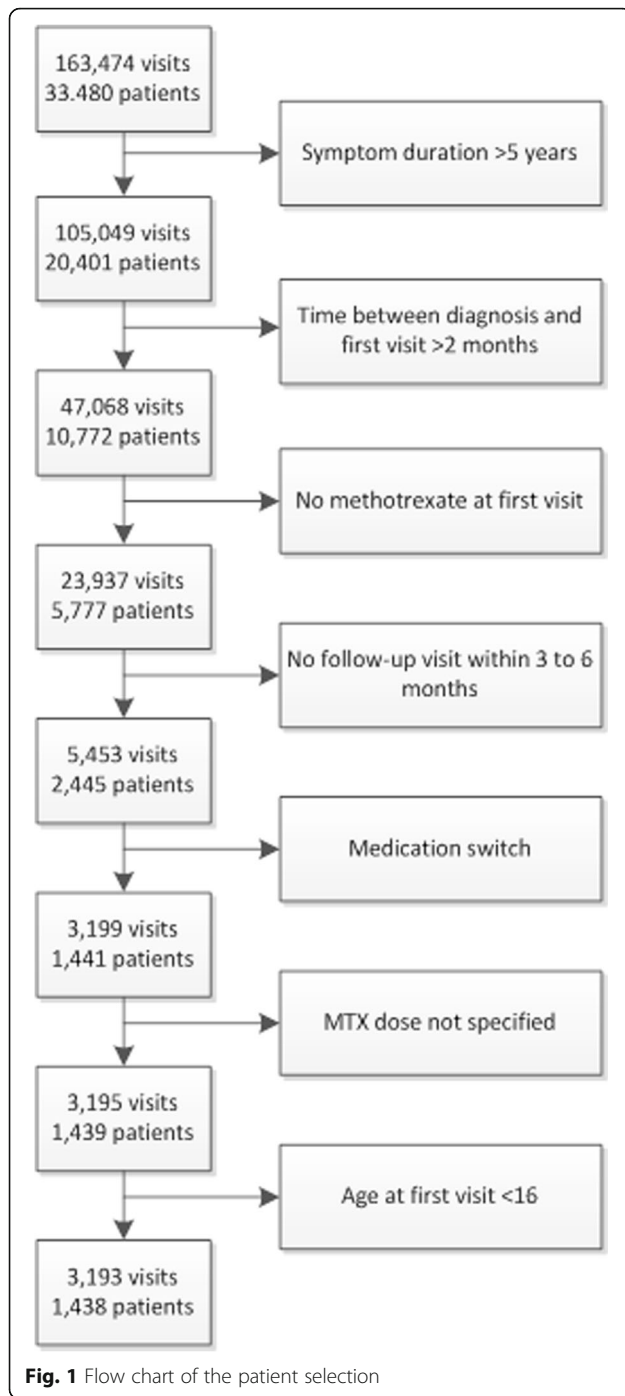 163,474 visits
33.480 patients
Symptom duration >5 years
105,049 visits
20,401 patients
Time between diagnosis and
first visit >2 months
47,068 visits
10,772 patients
No methotrexate at first visit
23,937 visits
5,777 patients
No follow-up visit within 3 to 6
months
5,453 visits
2,445 patients
Medication switch
3,199 visits
1,441 patients
MTX dose not specified
3,195 visits
1,439 patients
Age at first visit <16
3,193 visits
1,438 patients
Fig. 1 Flow chart of the patient selection